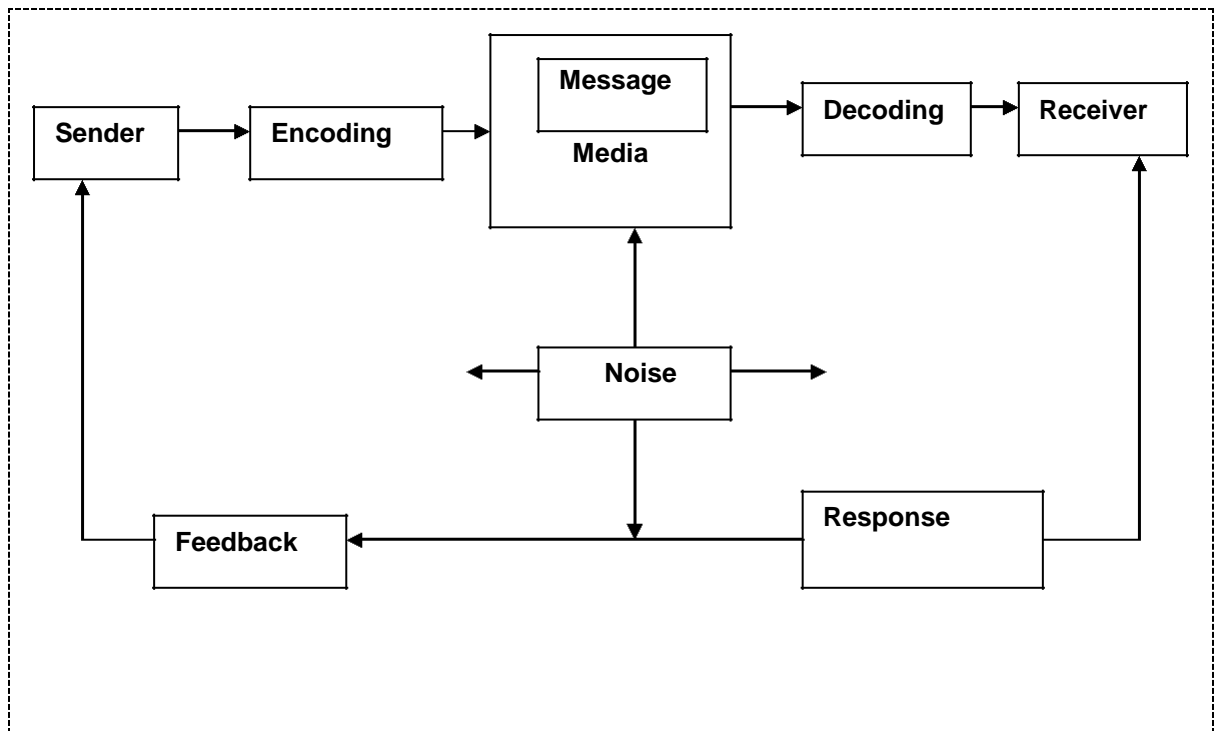 Message
Sender
Encoding
Media
Decoding
Receiver
Noise
Feedback
Response